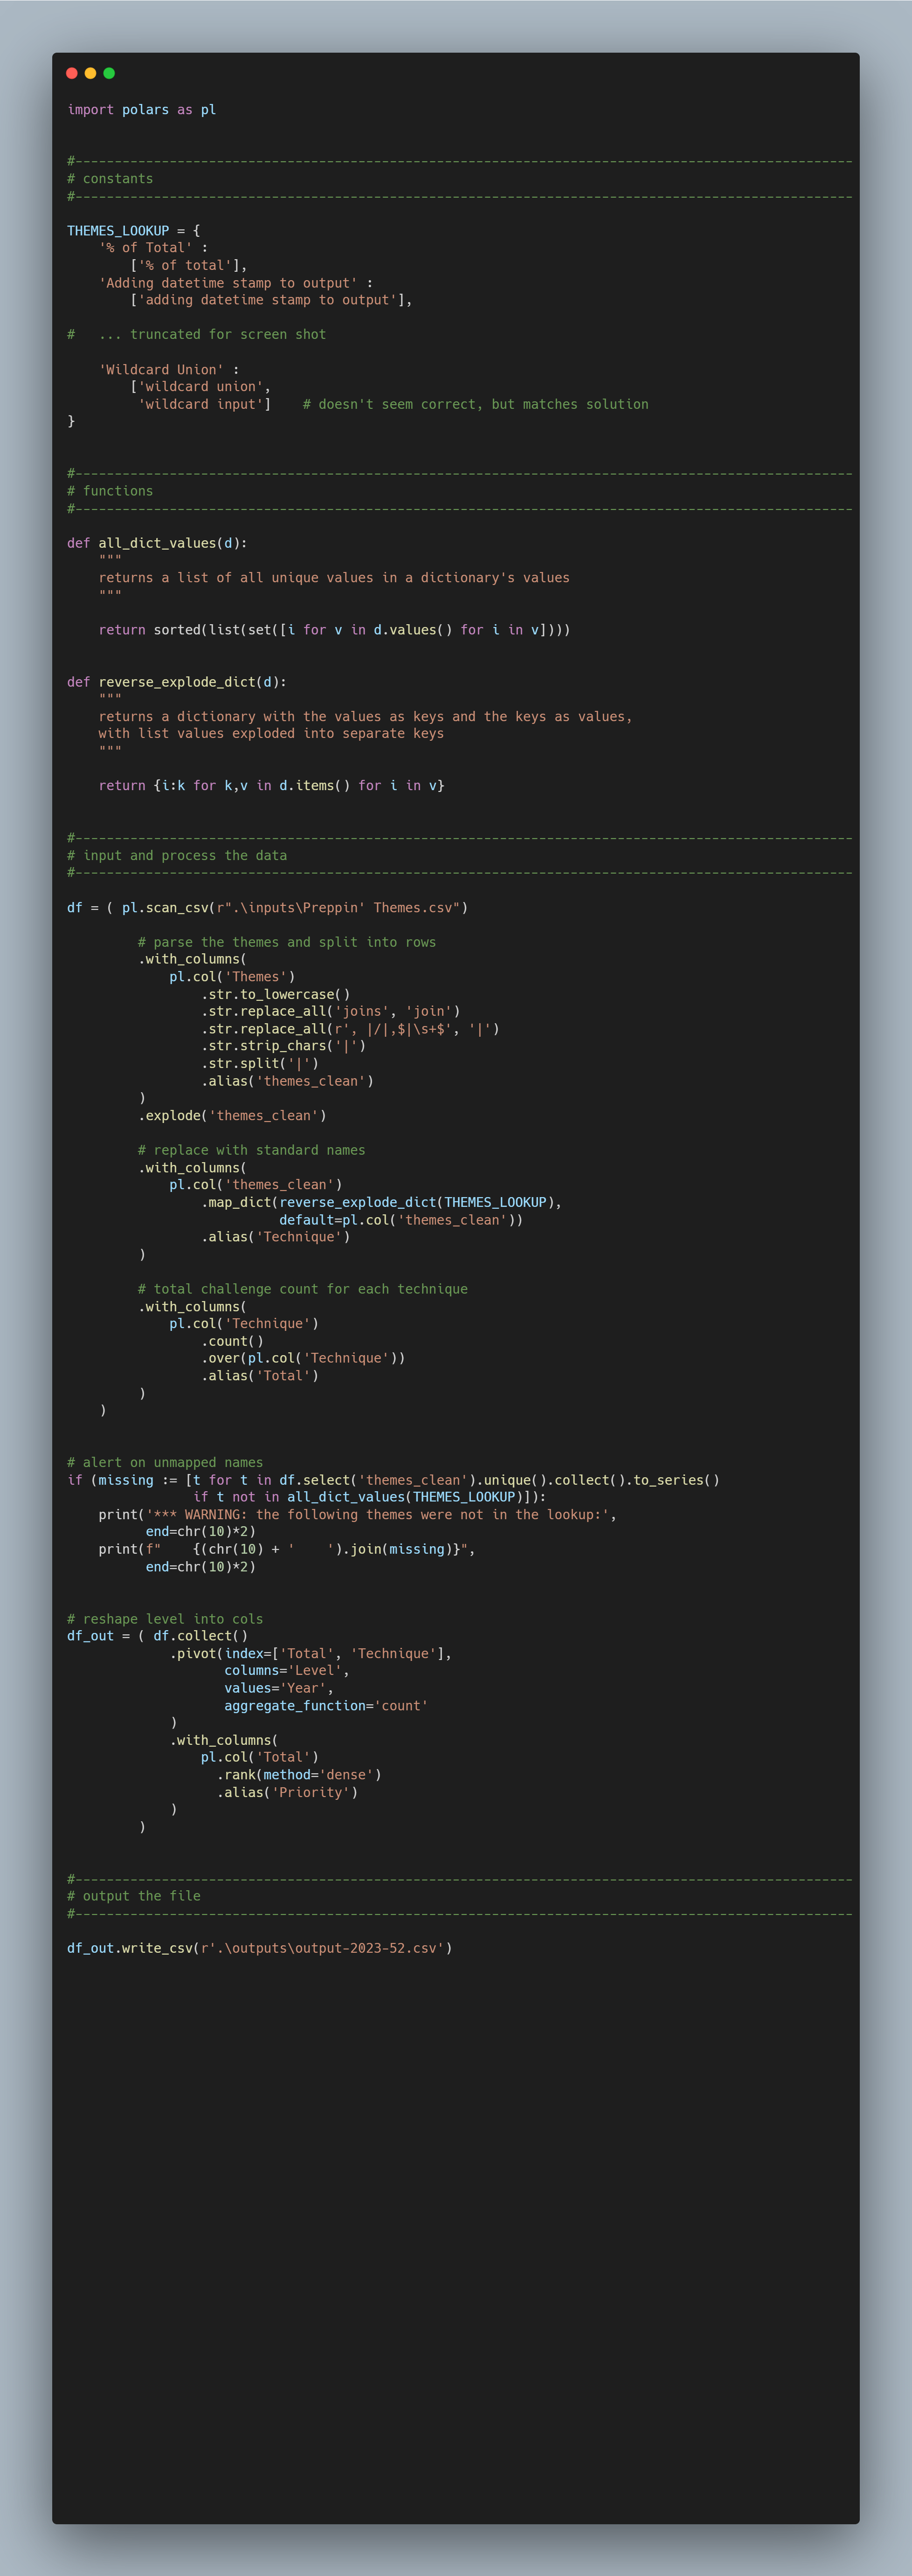 import polars as pl
#---------------------------------------------------------------------------------------------------
# constants
#---------------------------------------------------------------------------------------------------
THEMES_LOOKUP = {
    '% of Total' :
        ['% of total'],
    'Adding datetime stamp to output' :
        ['adding datetime stamp to output'],
#   ... truncated for screen shot
    'Wildcard Union' :
        ['wildcard union',
         'wildcard input']    # doesn't seem correct, but matches solution
}
#---------------------------------------------------------------------------------------------------
# functions
#---------------------------------------------------------------------------------------------------
def all_dict_values(d):
    """
    returns a list of all unique values in a dictionary's values
    """
    return sorted(list(set([i for v in d.values() for i in v])))
def reverse_explode_dict(d):
    """
    returns a dictionary with the values as keys and the keys as values,
    with list values exploded into separate keys
    """
    return {i:k for k,v in d.items() for i in v}
#---------------------------------------------------------------------------------------------------
# input and process the data
#---------------------------------------------------------------------------------------------------
df = ( pl.scan_csv(r".\inputs\Preppin' Themes.csv")
         # parse the themes and split into rows
         .with_columns(
             pl.col('Themes')
                 .str.to_lowercase()
                 .str.replace_all('joins', 'join')
                 .str.replace_all(r', |/|,$|\s+$', '|')
                 .str.strip_chars('|')
                 .str.split('|')
                 .alias('themes_clean')
         )
         .explode('themes_clean')
         # replace with standard names
         .with_columns(
             pl.col('themes_clean')
                 .map_dict(reverse_explode_dict(THEMES_LOOKUP),
                           default=pl.col('themes_clean'))
                 .alias('Technique')
         )
         # total challenge count for each technique
         .with_columns(
             pl.col('Technique')
                 .count()
                 .over(pl.col('Technique'))
                 .alias('Total')
         )
    )
# alert on unmapped names
if (missing := [t for t in df.select('themes_clean').unique().collect().to_series()
                if t not in all_dict_values(THEMES_LOOKUP)]):
    print('*** WARNING: the following themes were not in the lookup:',
          end=chr(10)*2)
    print(f"    {(chr(10) + '    ').join(missing)}",
          end=chr(10)*2)
# reshape level into cols
df_out = ( df.collect()
             .pivot(index=['Total', 'Technique'],
                    columns='Level',
                    values='Year',
                    aggregate_function='count'
             )
             .with_columns(
                 pl.col('Total')
                   .rank(method='dense')
                   .alias('Priority')
             )
         )
#---------------------------------------------------------------------------------------------------
# output the file
#---------------------------------------------------------------------------------------------------
df_out.write_csv(r'.\outputs\output-2023-52.csv')